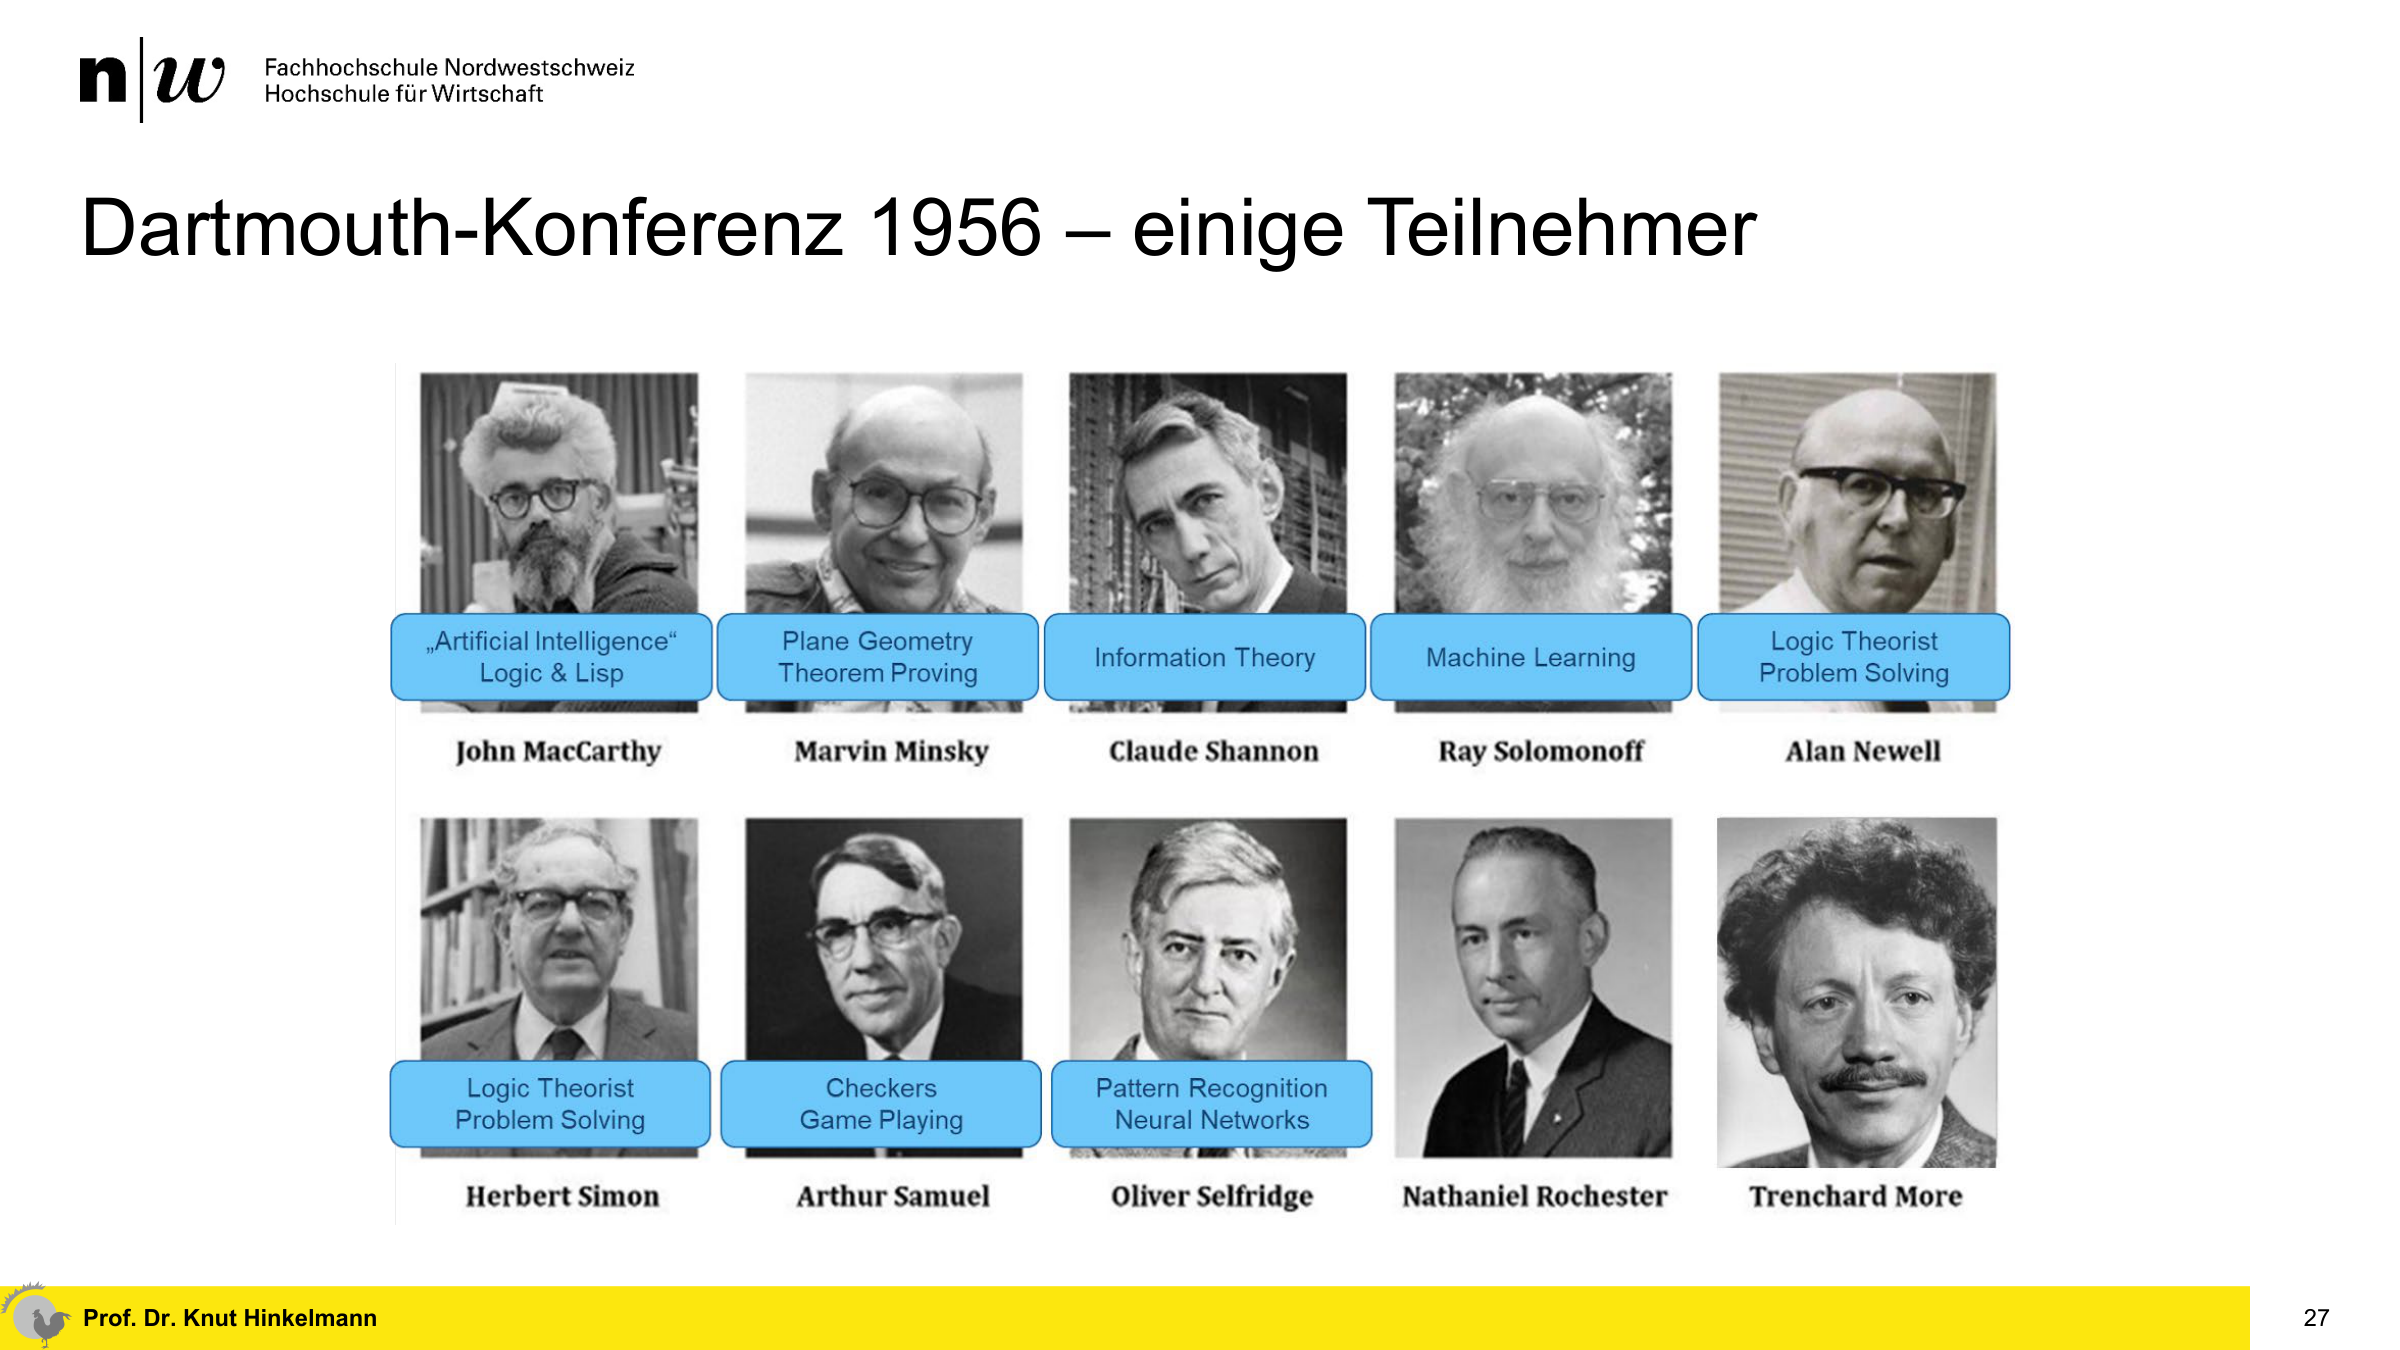 n|w
Fachhochschule Nordwestschweiz
Hochschule für Wirtschaft
Dartmouth-Konferenz 1956 – einige Teilnehmer
„Artificial Intelligence“
Logic & Lisp
Plane Geometry
Theorem Proving
Information Theory
Machine Learning
Logic Theorist
Problem Solving
John MacCarthy
Marvin Minsky
Claude Shannon
Ray Solomonoff
Alan Newell
Logic Theorist
Problem Solving
Checkers
Game Playing
Pattern Recognition
Neural Networks
Herbert Simon
Arthur Samuel
Oliver Selfridge
Nathaniel Rochester
Trenchard More
Prof. Dr. Knut Hinkelmann
27